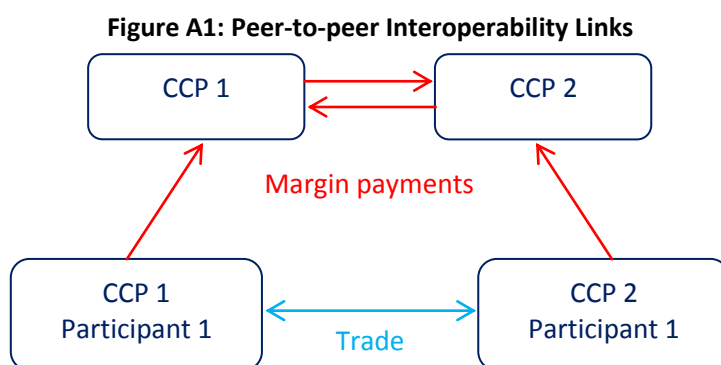 Figure A1: Peer-to-peer Interoperability Links
CCP 1
CCP 2
Margin payments
CCP 1
Participant 1
CCP 2
Participant 1
Trade